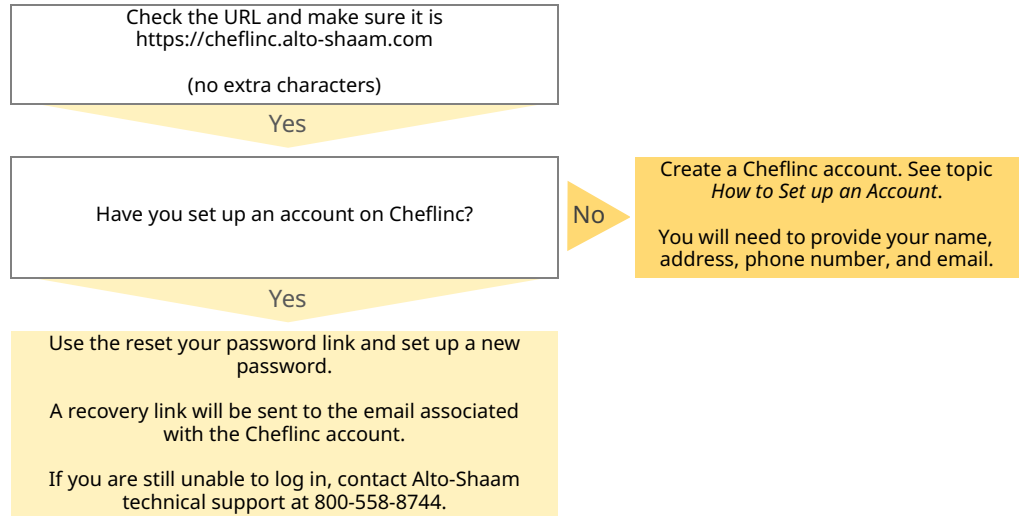 Check the URL and make sure it is
https://cheflinc.alto-shaam.com
(no extra characters)
Yes
Have you set up an account on Cheflinc?
No
Create a Cheflinc account. See topic
How to Set up an Account.
You will need to provide your name,
address, phone number, and email.
Yes
Use the reset your password link and set up a new
password.
A recovery link will be sent to the email associated
with the Cheflinc account.
If you are still unable to log in, contact Alto-Shaam
technical support at 800-558-8744.